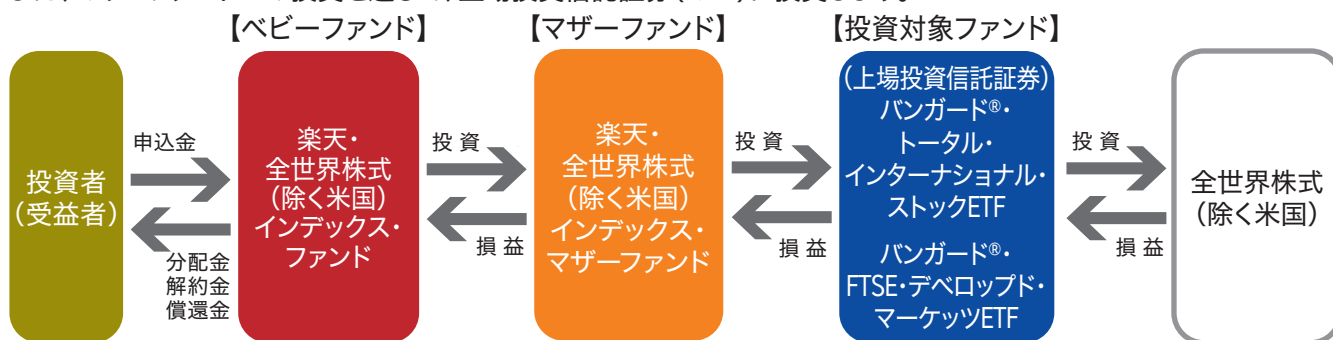 【ベビーファンド】
【マザーファンド】
【投資対象ファンド】
投資者
(受益者)
申込金
分配金
解約金
償還金
楽天・
全世界株式
(除く米国)
インデックス・
ファンド
投資
損益
楽天・
全世界株式
(除く米国)
インデックス・
マザーファンド
投資
損益
(上場投資信託証券)
バンガード®・
トータル・
インターナショナル・
ストックETF
バンガード®・
FTSE・デベロップド・
マーケッツETF
投資
損益
全世界株式
(除く米国)